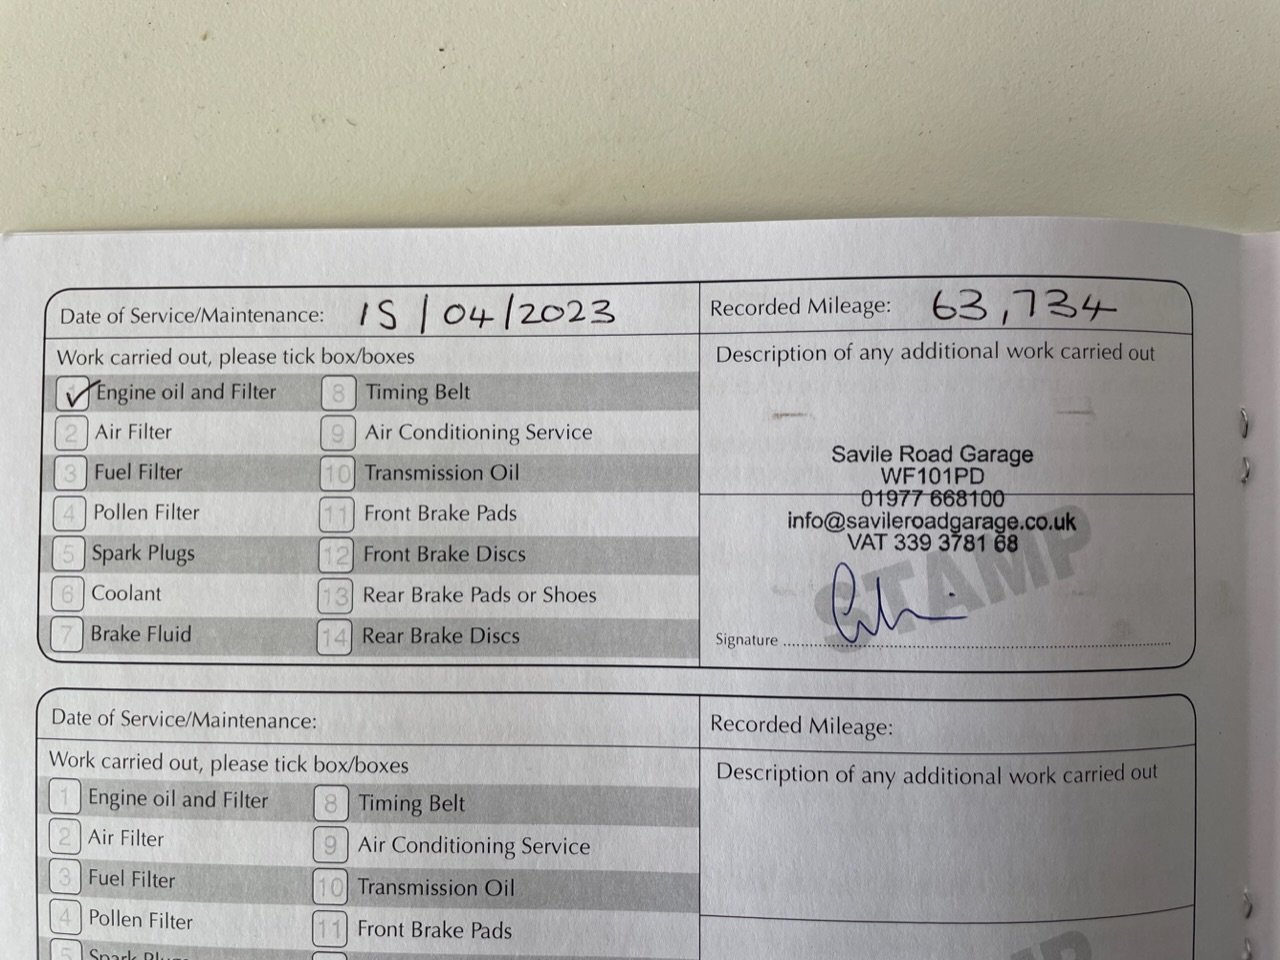 Date of Service/Maintenance: 15/04/2023
Recorded Mileage: 63,734
Work carried out, please tick box/boxes
1 Engine oil and Filter
2 Air Filter
3 Fuel Filter
4 Pollen Filter
5 Spark Plugs
6 Coolant
7 Brake Fluid
8 Timing Belt
9 Air Conditioning Service
10 Transmission Oil
11 Front Brake Pads
12 Front Brake Discs
13 Rear Brake Pads or Shoes
14 Rear Brake Discs
Description of any additional work carried out
Savile Road Garage
WF101PD
01977 668100
info@savileroadgarage.co.uk
VAT 339 3781 68
STAMP
Signature
Date of Service/Maintenance:
Recorded Mileage:
Work carried out, please tick box/boxes
1 Engine oil and Filter
2 Air Filter
3 Fuel Filter
4 Pollen Filter
5 Spark Plugs
8 Timing Belt
9 Air Conditioning Service
10 Transmission Oil
11 Front Brake Pads
Description of any additional work carried out
STAMP